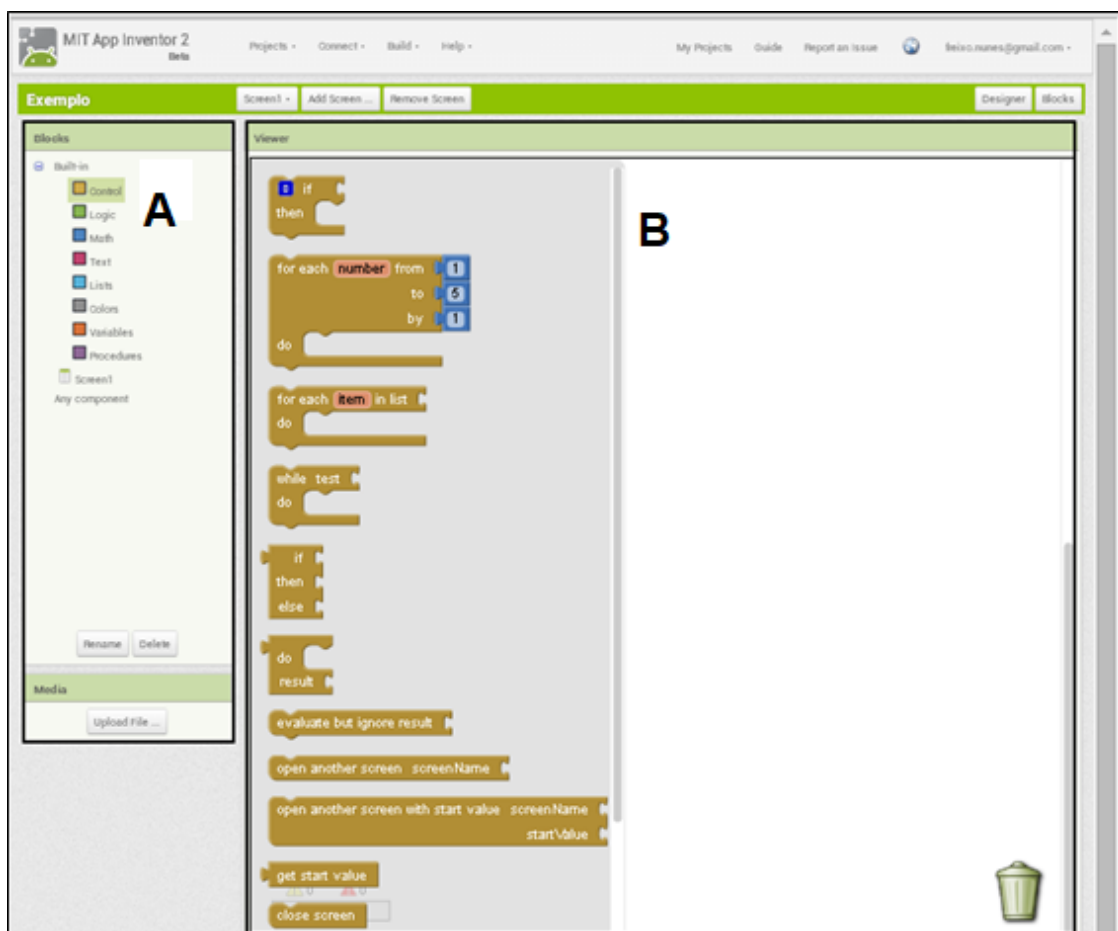 MIT App Inventor 2
Beta
Projects
Connect
Build
Help
My Projects
Guide
Report an Issue
Exemplo
Screen1
Add Screen ...
Remove Screen
Designer
Blocks
Blocks
Built-in
Control
Logic
Math
Text
Lists
Colors
Variables
Procedures
Screen1
Any component
Rename
Delete
Media
Upload File ...
A
Viewer
if
then
for each number from 1
to 5
by 1
do
for each item in list
do
while test
do
if
then
else
do
result
evaluate but ignore result
open another screen screenName
open another screen with start value screenName
startValue
get start value
0
0
close screen
B